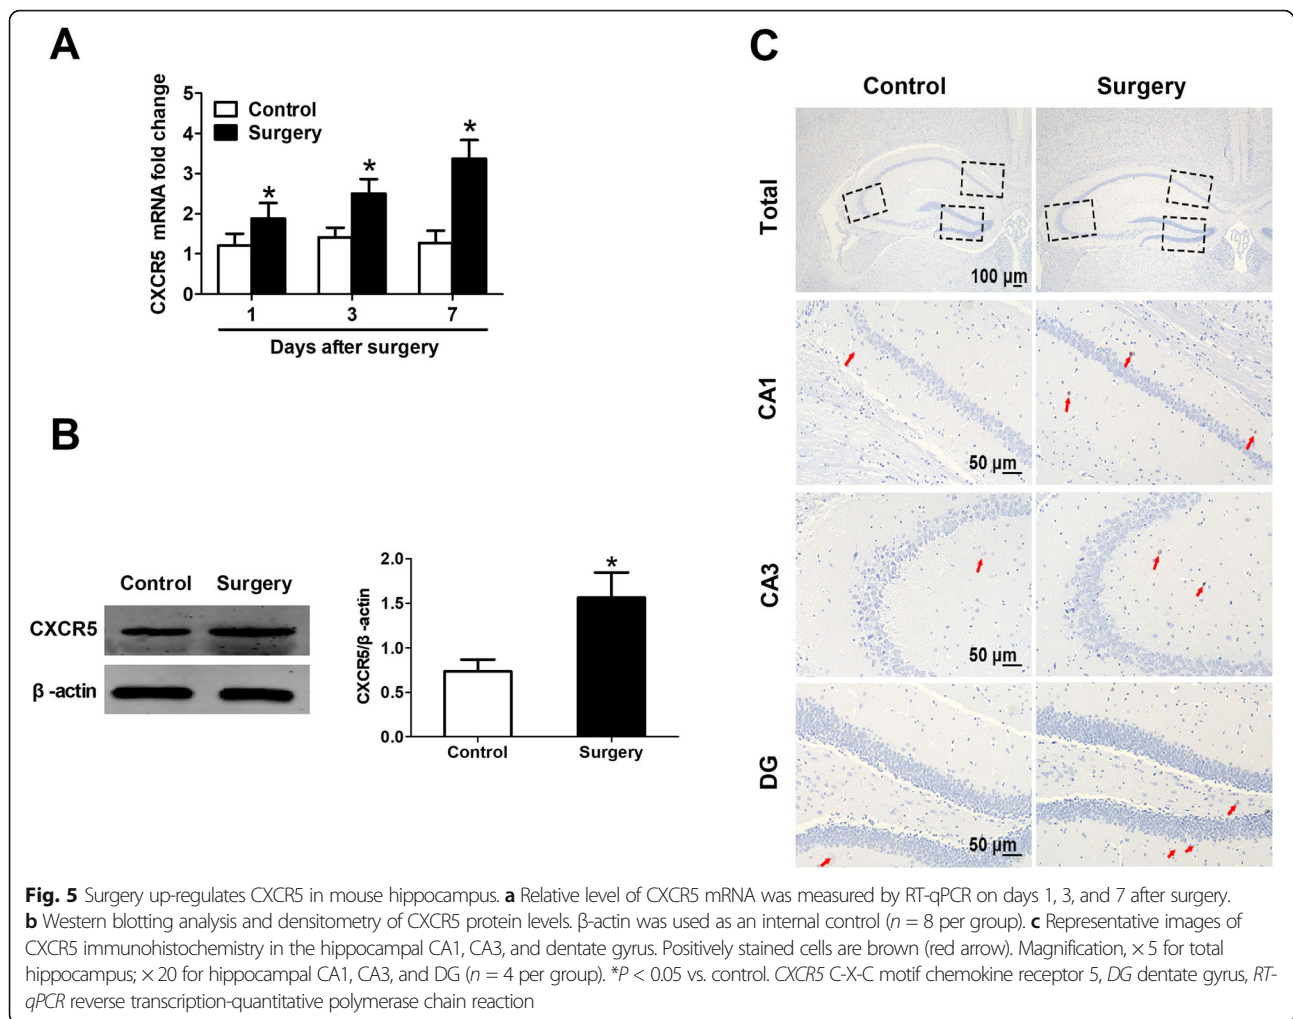 A
CXCR5 mRNA fold change
5
4
3
2
1
0
Control
Surgery
*
*
*
1 3 7
Days after surgery
B
Control Surgery
CXCR5
β -actin
CXCR5/β -actin
2.0
1.5
1.0
0.5
0.0
*
Control Surgery
C
Control Surgery
Total
100 μm
CA1
50 μm
CA3
50 μm
DG
50 μm
Fig. 5 Surgery up-regulates CXCR5 in mouse hippocampus. a Relative level of CXCR5 mRNA was measured by RT-qPCR on days 1, 3, and 7 after surgery.
b Western blotting analysis and densitometry of CXCR5 protein levels. β-actin was used as an internal control (n = 8 per group). c Representative images of
CXCR5 immunohistochemistry in the hippocampal CA1, CA3, and dentate gyrus. Positively stained cells are brown (red arrow). Magnification, × 5 for total
hippocampus; × 20 for hippocampal CA1, CA3, and DG (n = 4 per group). *P < 0.05 vs. control. CXCR5 C-X-C motif chemokine receptor 5, DG dentate gyrus, RT-
qPCR reverse transcription-quantitative polymerase chain reaction